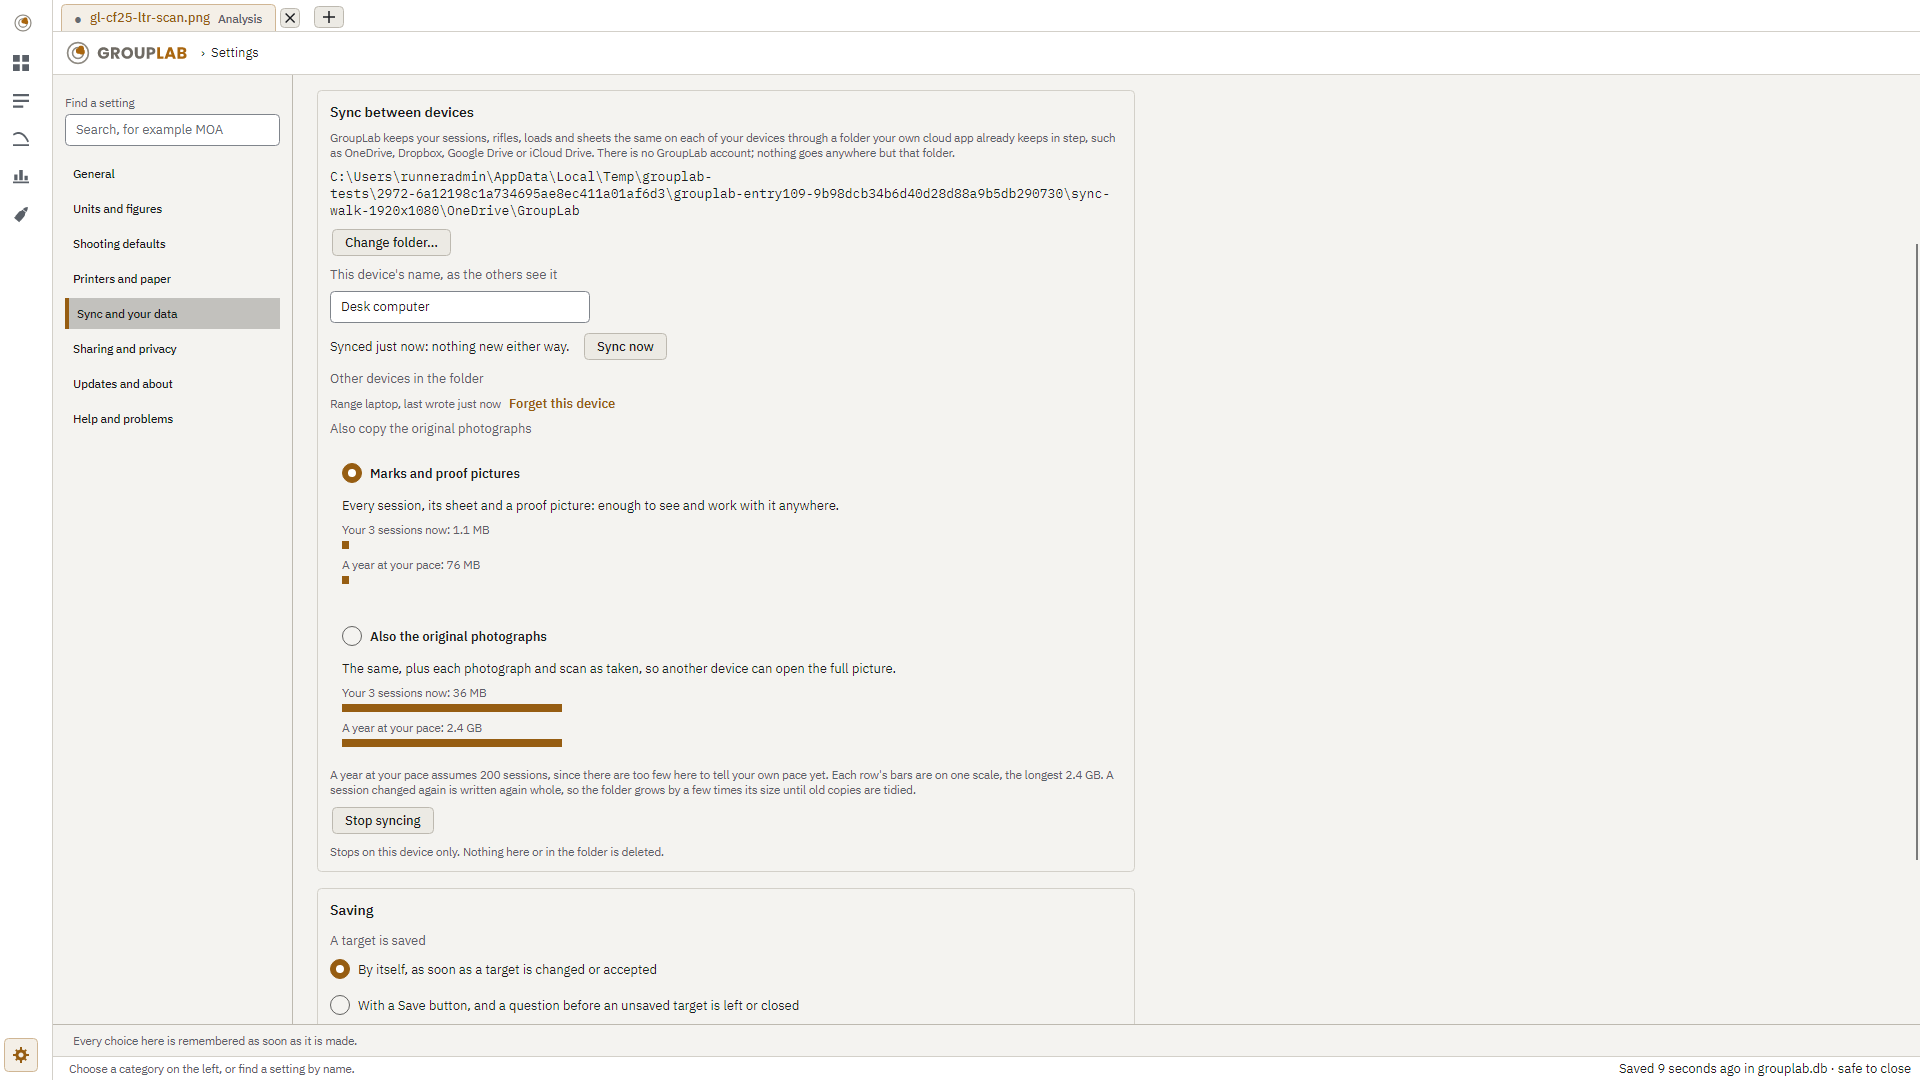 gl-cf25-ltr-scan.png Analysis
GROUPLAB › Settings
Find a setting
Search, for example MOA
General
Units and figures
Shooting defaults
Printers and paper
Sync and your data
Sharing and privacy
Updates and about
Help and problems
Sync between devices
GroupLab keeps your sessions, rifles, loads and sheets the same on each of your devices through a folder your own cloud app already keeps in step, such
as OneDrive, Dropbox, Google Drive or iCloud Drive. There is no GroupLab account; nothing goes anywhere but that folder.
C:\Users\runneradmin\AppData\Local\Temp\grouplab-
tests\2972-6a12198c1a734695ae8ec411a01af6d3\grouplab-entry109-9b98dcb34b6d40d28d88a9b5db290730\sync-
walk-1920x1080\OneDrive\GroupLab
Change folder...
This device's name, as the others see it
Desk computer
Synced just now: nothing new either way. Sync now
Other devices in the folder
Range laptop, last wrote just now Forget this device
Also copy the original photographs
Marks and proof pictures
Every session, its sheet and a proof picture: enough to see and work with it anywhere.
Your 3 sessions now: 1.1 MB
A year at your pace: 76 MB
Also the original photographs
The same, plus each photograph and scan as taken, so another device can open the full picture.
Your 3 sessions now: 36 MB
A year at your pace: 2.4 GB
A year at your pace assumes 200 sessions, since there are too few here to tell your own pace yet. Each row's bars are on one scale, the longest 2.4 GB. A
session changed again is written again whole, so the folder grows by a few times its size until old copies are tidied.
Stop syncing
Stops on this device only. Nothing here or in the folder is deleted.
Saving
A target is saved
By itself, as soon as a target is changed or accepted
With a Save button, and a question before an unsaved target is left or closed
Every choice here is remembered as soon as it is made.
Choose a category on the left, or find a setting by name.
Saved 9 seconds ago in grouplab.db · safe to close